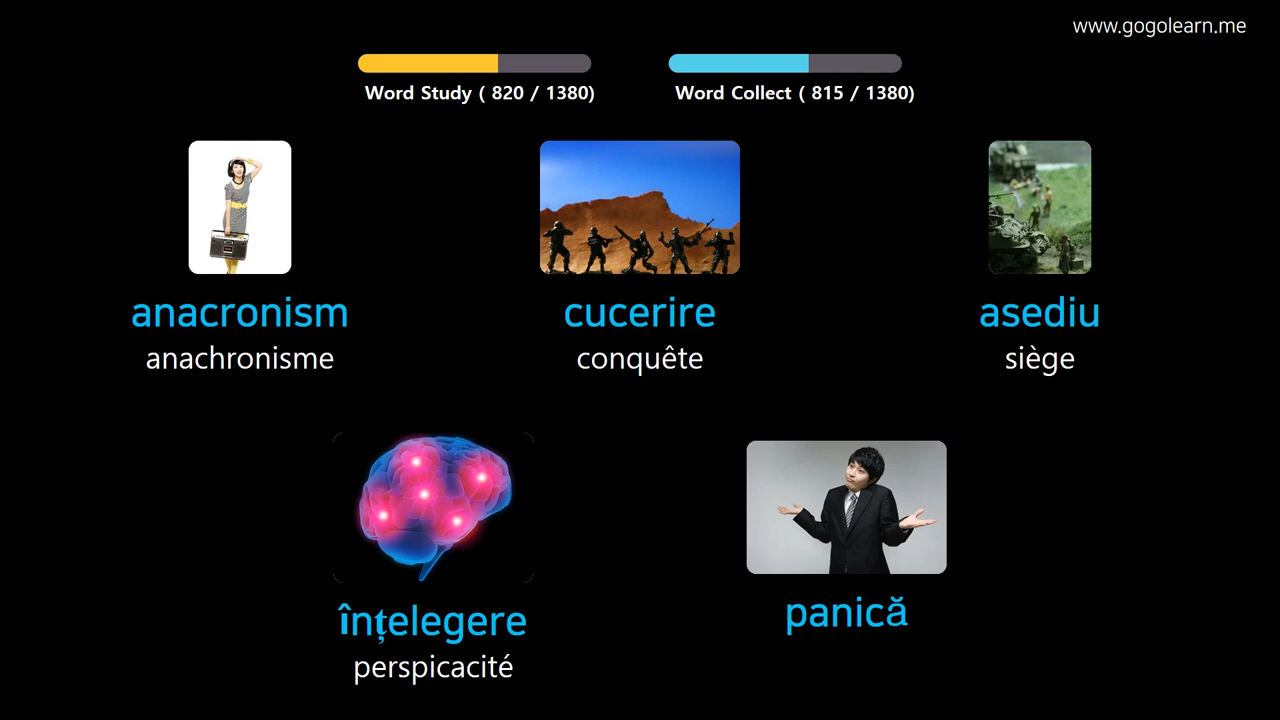 www.gogolearn.me
Word Study ( 820 / 1380)
Word Collect ( 815 / 1380)
anacronism
anachronisme
cucerire
conquête
asediu
siège
înțelegere
perspicacité
panică